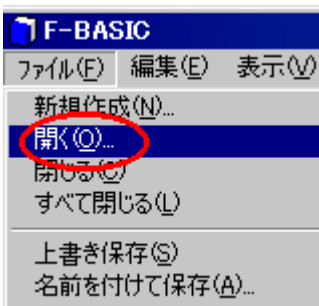 F-BASIC
ファイル(F) 編集(E) 表示(V)
新規作成(N)...
開く(O)...
閉じる(C)
すべて閉じる(L)
上書き保存(S)
名前を付けて保存(A)...